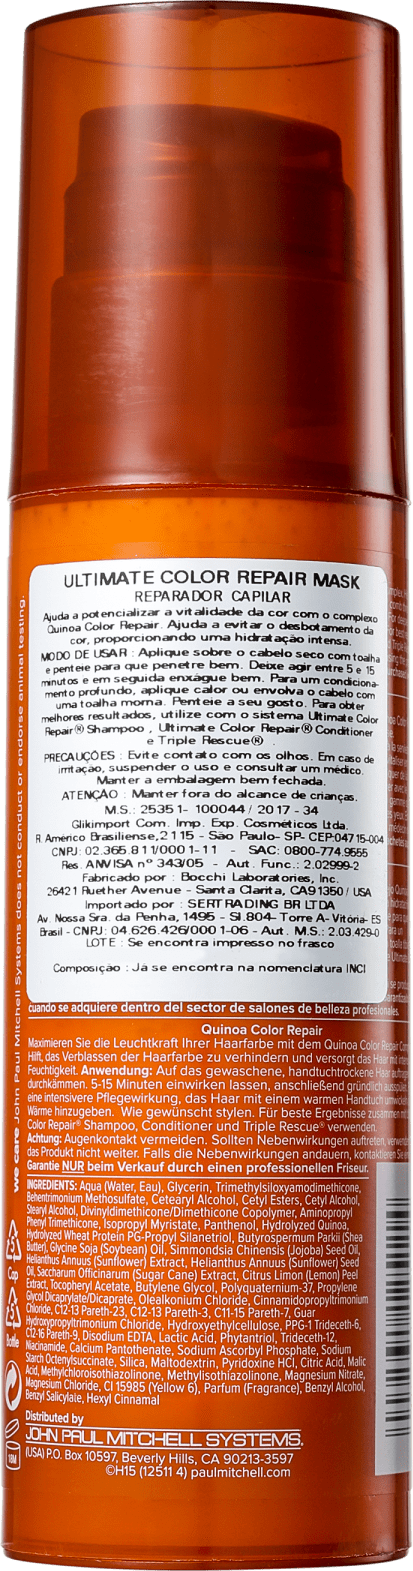 ULTIMATE COLOR REPAIR MASK
REPARADOR CAPILAR
Ajuda a potencializar a vitalidade da cor com o complexo
Quinoa Color Repair. Ajuda a evitar o desbotamento da
cor, proporcionando uma hidratação intensa.
MODO DE USAR : Aplique sobre o cabelo seco com toalha
e penteie para que penetre bem. Deixe agir entre 5 e 15
minutos e em seguida enxágue bem. Para um condiciona-
mento profundo, aplique calor ou envolva o cabelo com
uma toalha morna. Penteie a seu gosto. Para obter
melhores resultados, utilize com o sistema Ultimate Color
Repair® Shampoo , Ultimate Color Repair® Conditioner
e Triple Rescue® .
PRECAUÇÕES : Evite contato com os olhos. Em caso de
irritação, suspender o uso e consultar um médico.
Manter a embalagem bem fechada.
ATENÇÃO : Manter fora do alcance de crianças.
M.S.: 25351- 100044 / 2017 - 34
Glikimport Com. Imp. Exp. Cosméticos Ltda.
R. Américo Brasiliense, 2115 - São Paulo- SP- CEP:04715-004
CNPJ: 02.365.811/0001-11 - SAC: 0800-774.9555
Res. ANVISA nº 343/05 - Aut. Func.: 2.02999-2
Fabricado por : Bocchi Laboratories, Inc.
26421 Ruether Avenue - Santa Clarita, CA 91350 / USA
Importado por : SERTRADING BR LTDA
Av. Nossa Sra. da Penha, 1495 - Sl.804- Torre A-Vitória- ES
Brasil - CNPJ: 04.626.426/0001-06 - Aut. M.S.: 2.03.429-0
LOTE : Se encontra impresso no frasco
Composição : Já se encontra na nomenclatura INCI
cuando se adquiere dentro del sector de salones de belleza profesionales.
Quinoa Color Repair
Maximieren Sie die Leuchtkraft Ihrer Haarfarbe mit dem Quinoa Color Repair
Hilft, das Verblassen der Haarfarbe zu verhindern und versorgt das Haar mit
Feuchtigkeit. Anwendung: Auf das gewaschene, handtuchtrockene Haar
durchkämmen. 5-15 Minuten einwirken lassen, anschließend gründlich
eine intensivere Pflegewirkung, das Haar mit einem warmen Handtuch
Wärme hinzugeben. Wie gewünscht stylen. Für beste Ergebnisse zusammen
Color Repair® Shampoo, Conditioner und Triple Rescue® verwenden.
Achtung: Augenkontakt vermeiden. Sollten Nebenwirkungen auftreten,
das Produkt nicht weiter. Falls die Nebenwirkungen andauern, kontaktieren Sie
Garantie NUR beim Verkauf durch einen professionellen Friseur.
INGREDIENTS: Aqua (Water, Eau), Glycerin, Trimethylsiloxyamodimethicone,
Behentrimonium Methosulfate, Cetearyl Alcohol, Cetyl Esters, Cetyl Alcohol,
Stearyl Alcohol, Divinyldimethicone/Dimethicone Copolymer, Aminopropyl
Phenyl Trimethicone, Isopropyl Myristate, Panthenol, Hydrolyzed Quinoa,
Hydrolyzed Wheat Protein PG-Propyl Silanetriol, Butyrospermum Parkii (Shea
Butter), Glycine Soja (Soybean) Oil, Simmondsia Chinensis (Jojoba) Seed Oil,
Helianthus Annuus (Sunflower) Extract, Helianthus Annuus (Sunflower) Seed
Oil, Saccharum Officinarum (Sugar Cane) Extract, Citrus Limon (Lemon) Peel
Extract, Tocopheryl Acetate, Butylene Glycol, Polyquaternium-37, Propylene
Glycol Dicaprylate/Dicaprate, Olealkonium Chloride, Cinnamidopropyltrimonium
Chloride, C12-13 Pareth-23, C12-13 Pareth-3, C11-15 Pareth-7, Guar
Hydroxypropyltrimonium Chloride, Hydroxyethylcellulose, PPG-1 Trideceth-6,
C12-16 Pareth-9, Disodium EDTA, Lactic Acid, Phytantriol, Trideceth-12,
Niacinamide, Calcium Pantothenate, Sodium Ascorbyl Phosphate, Sodium
Starch Octenylsuccinate, Silica, Maltodextrin, Pyridoxine HCl, Citric Acid, Malic
Acid, Methylchloroisothiazolinone, Methylisothiazolinone, Magnesium Nitrate,
Magnesium Chloride, CI 15985 (Yellow 6), Parfum (Fragrance), Benzyl Alcohol,
Benzyl Salicylate, Hexyl Cinnamal
Distributed by
JOHN PAUL MITCHELL SYSTEMS.
(USA) P.O. Box 10597, Beverly Hills, CA 90213-3597
©H15 (12511 4) paulmitchell.com
we care John Paul Mitchell Systems does not conduct or endorse animal testing.
Cap
Bottle
18M